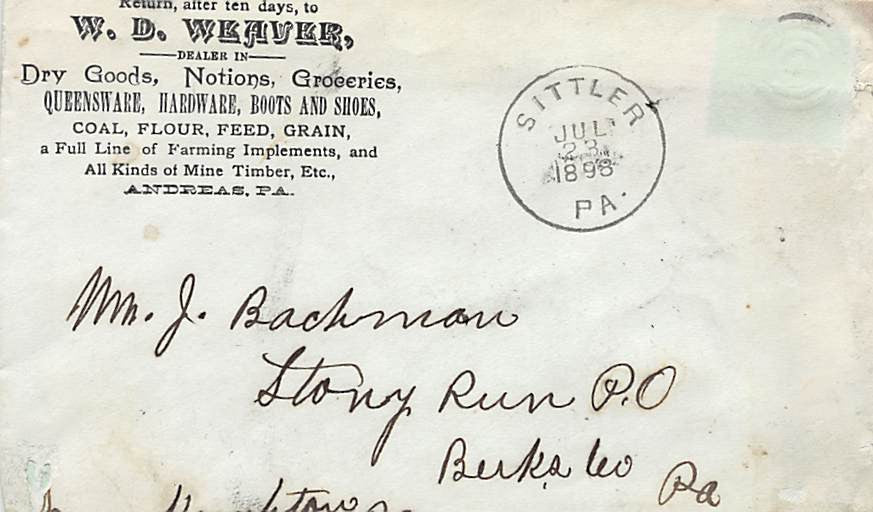 Return, after ten days, to
W. D. WEAVER,
DEALER IN
Dry Goods, Notions, Groceries,
QUEENSWARE, HARDWARE, BOOTS AND SHOES,
COAL, FLOUR, FEED, GRAIN,
a Full Line of Farming Implements, and
All Kinds of Mine Timber, Etc.,
ANDREAS, PA.
SITTLER
JUL
23
1898
PA.
Wm. J. Bachman
Stony Run P.O
Berks Co Pa